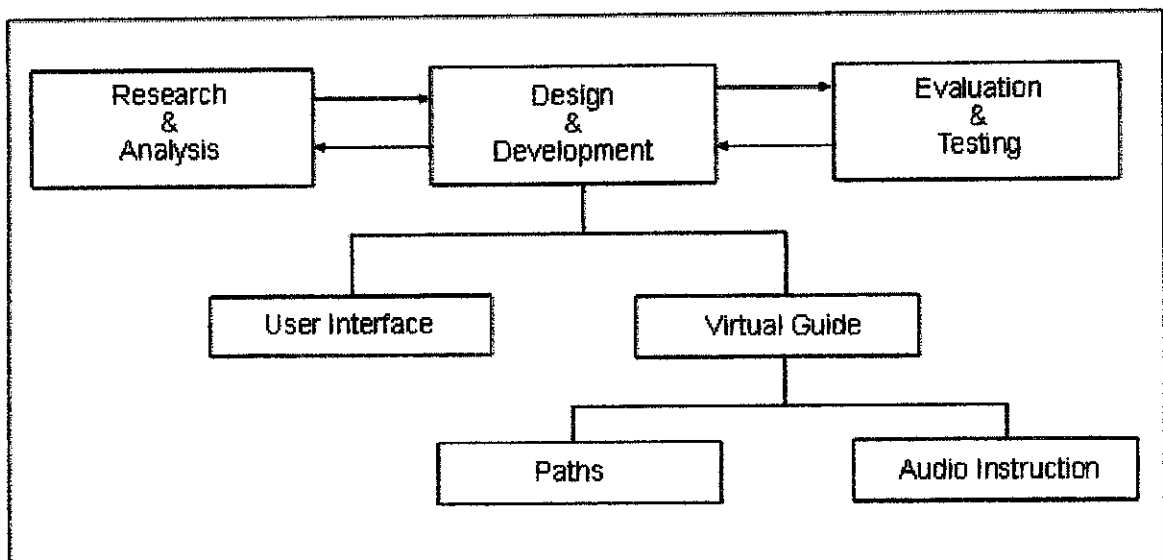 Research
&
Analysis
Design
&
Development
Evaluation
&
Testing
User Interface
Virtual Guide
Paths
Audio Instruction